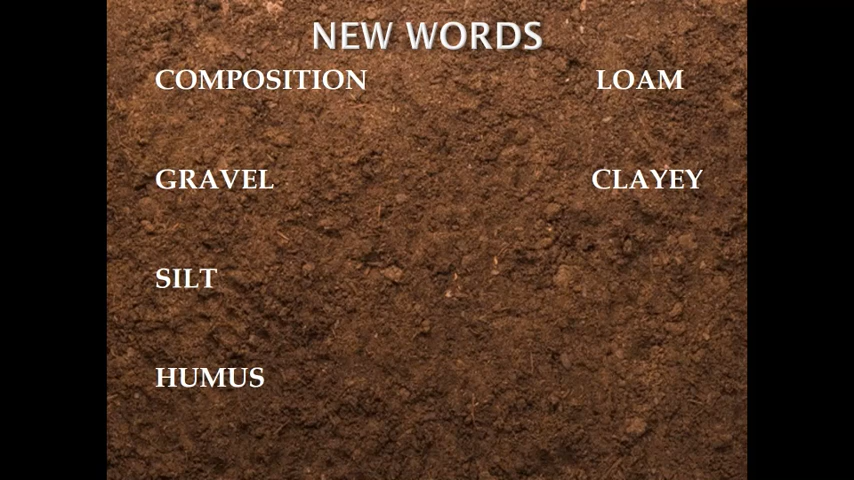 NEW WORDS
COMPOSITION
LOAM
GRAVEL
CLAYEY
SILT
HUMUS